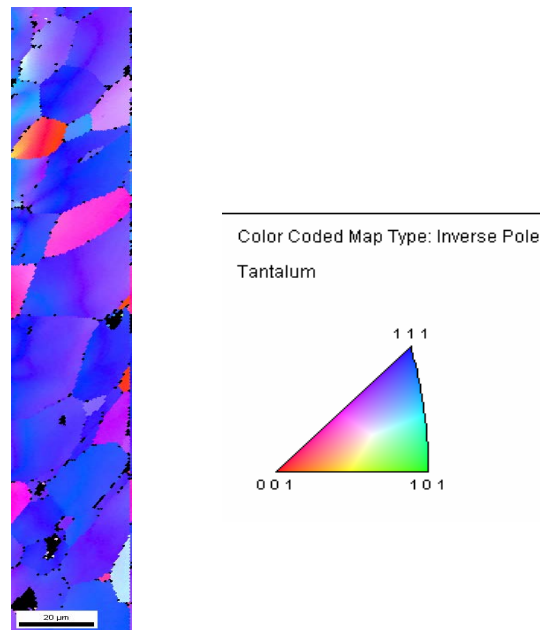 Color Coded Map Type: Inverse Pole
Tantalum
1 1 1
0 0 1
1 0 1
20 µm